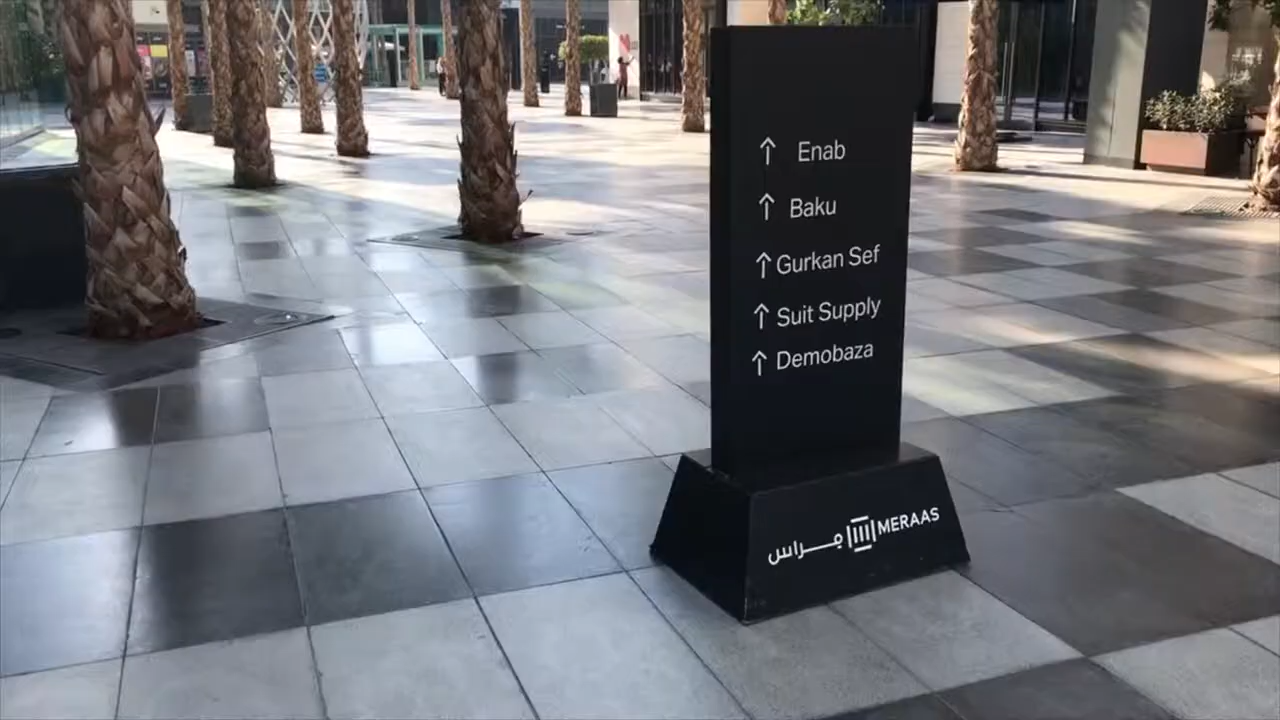 ↑ Enab
↑ Baku
↑ Gurkan Sef
↑ Suit Supply
↑ Demobaza
مراس MERAAS